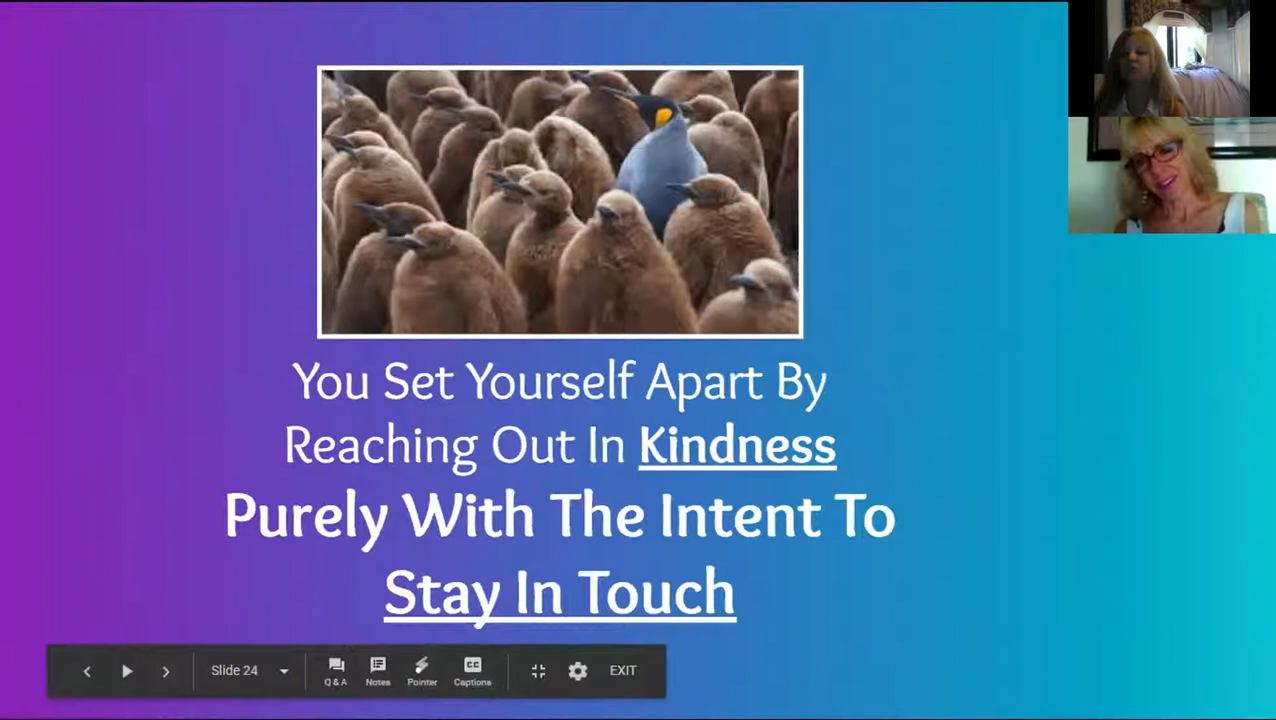 You Set Yourself Apart By
Reaching Out In Kindness
Purely With The Intent To
Stay In Touch
Slide 24
Q & A
Notes
Pointer
CC
Captions
EXIT